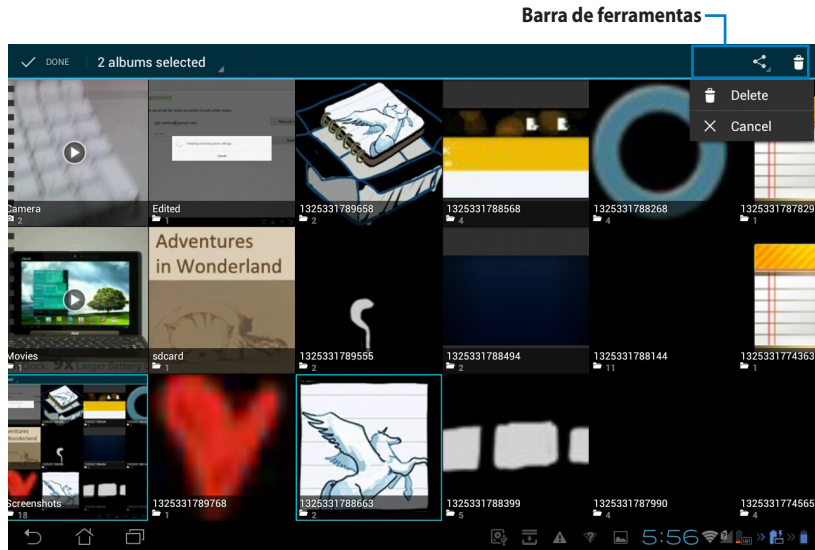 Barra de ferramentas
DONE
2 albums selected
Delete
Cancel
account
Camera
2
Edited
1
1325331789658
2
1325331788568
4
1325331788268
4
1325331787829
1
Adventures
in Wonderland
Movies
1
sdcard
1
1325331789555
2
1325331788494
2
1325331788144
11
1325331774363
1
Screenshots
18
1325331789768
1
1325331788663
2
1325331788399
5
1325331787990
4
1325331774565
4
5:56